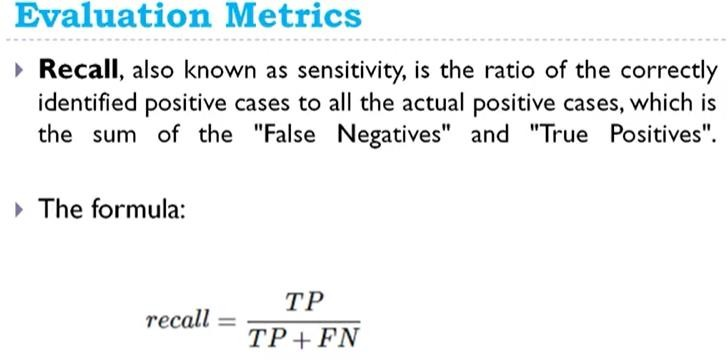 Evaluation Metrics
Recall, also known as sensitivity, is the ratio of the correctly
identified positive cases to all the actual positive cases, which is
the sum of the "False Negatives" and "True Positives".
The formula:
recall = TP / TP + FN